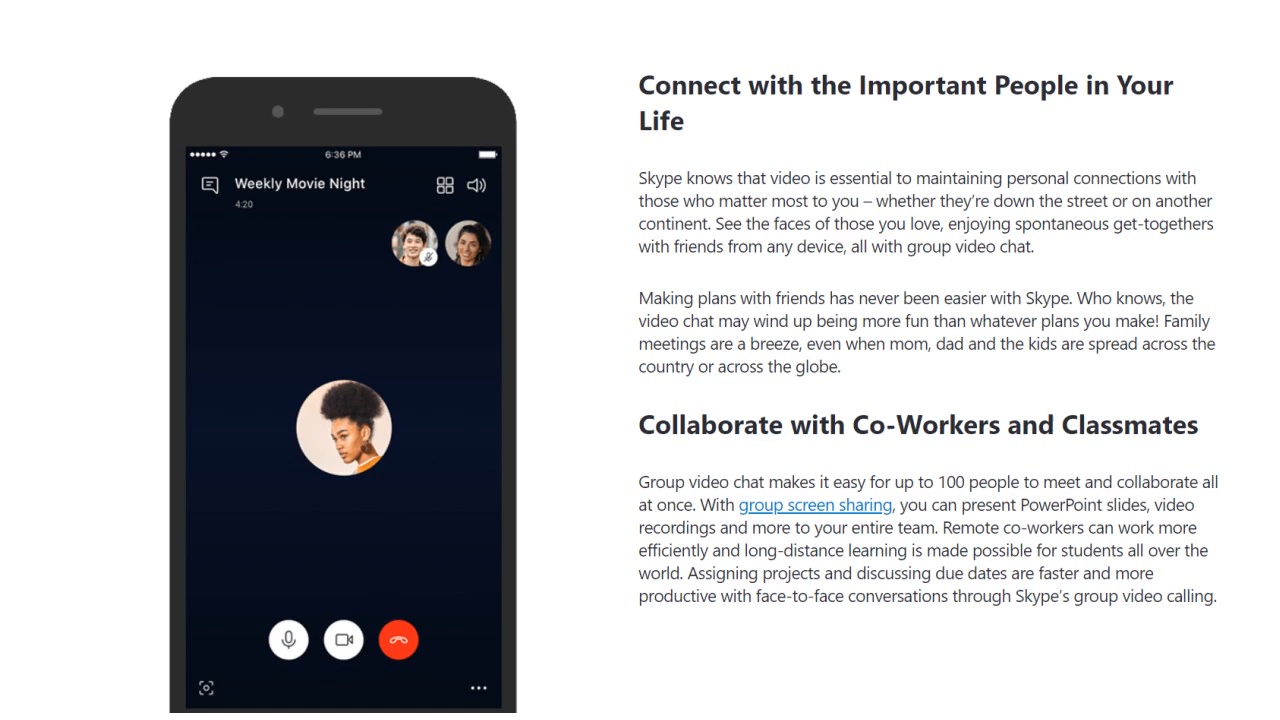 6:36 PM
Weekly Movie Night
4:20
Connect with the Important People in Your
Life
Skype knows that video is essential to maintaining personal connections with
those who matter most to you – whether they’re down the street or on another
continent. See the faces of those you love, enjoying spontaneous get-togethers
with friends from any device, all with group video chat.
Making plans with friends has never been easier with Skype. Who knows, the
video chat may wind up being more fun than whatever plans you make! Family
meetings are a breeze, even when mom, dad and the kids are spread across the
country or across the globe.
Collaborate with Co-Workers and Classmates
Group video chat makes it easy for up to 100 people to meet and collaborate all
at once. With group screen sharing, you can present PowerPoint slides, video
recordings and more to your entire team. Remote co-workers can work more
efficiently and long-distance learning is made possible for students all over the
world. Assigning projects and discussing due dates are faster and more
productive with face-to-face conversations through Skype’s group video calling.